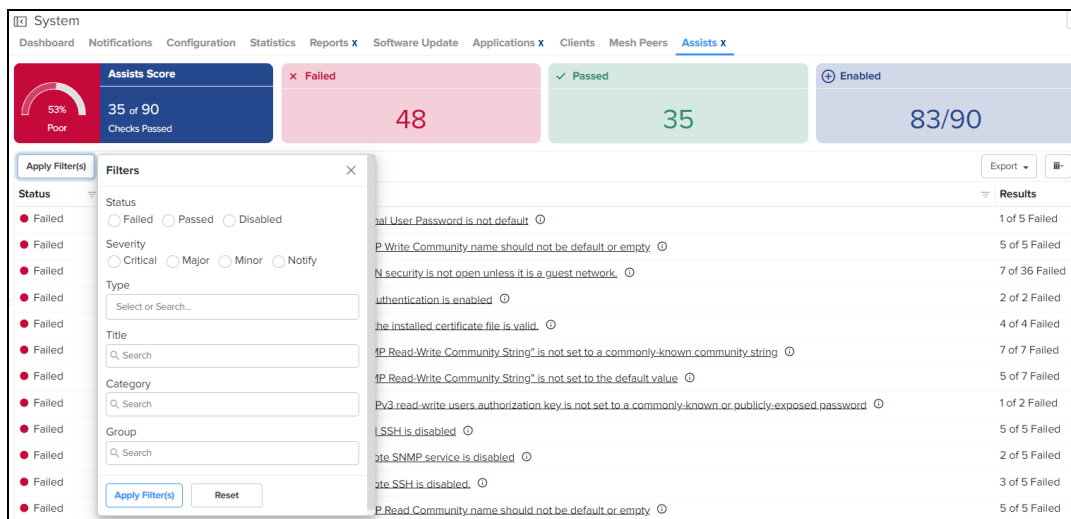 System
Dashboard Notifications Configuration Statistics Reports X Software Update Applications X Clients Mesh Peers Assists X
53%
Poor
Assists Score
35 of 90
Checks Passed
Failed
48
Passed
35
Enabled
83/90
Apply Filter(s)
Export
Status
Results
Filters
Status
Failed Passed Disabled
Severity
Critical Major Minor Notify
Type
Select or Search...
Title
Search
Category
Search
Group
Search
Apply Filter(s) Reset
Failed nal User Password is not default 1 of 5 Failed
Failed P Write Community name should not be default or empty 5 of 5 Failed
Failed N security is not open unless it is a guest network. 7 of 36 Failed
Failed uthentication is enabled 2 of 2 Failed
Failed the installed certificate file is valid. 4 of 4 Failed
Failed MP Read-Write Community String" is not set to a commonly-known community string 7 of 7 Failed
Failed MP Read-Write Community String" is not set to the default value 5 of 7 Failed
Failed Pv3 read-write users authorization key is not set to a commonly-known or publicly-exposed password 1 of 2 Failed
Failed SSH is disabled 5 of 5 Failed
Failed ote SNMP service is disabled 2 of 5 Failed
Failed ote SSH is disabled. 3 of 5 Failed
Failed P Read Community name should not be default or empty 5 of 5 Failed